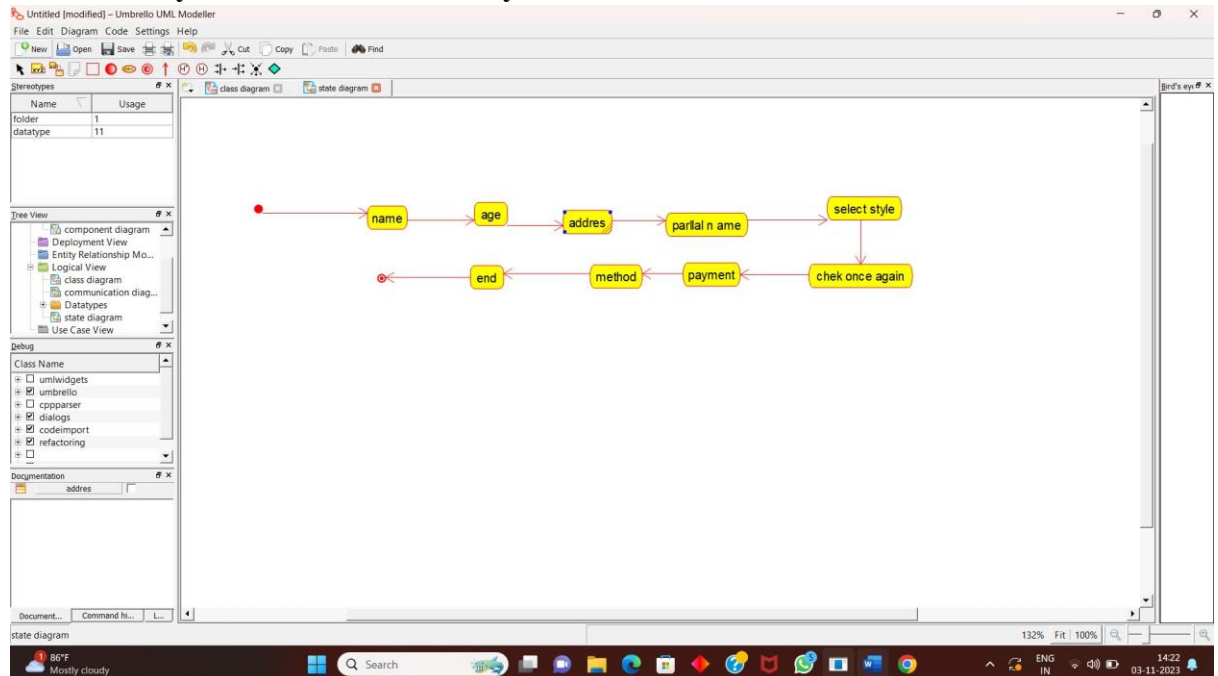 Untitled [modified] – Umbrello UML Modeller
File Edit Diagram Code Settings Help
New Open Save Cut Copy Paste Find
Stereotypes
class diagram state diagram
Bird's eye
Name Usage
folder 1
datatype 11
Tree View
component diagram
Deployment View
Entity Relationship Mo...
Logical View
class diagram
communication diag...
Datatypes
state diagram
Use Case View
name
age
addres
partial n ame
select style
chek once again
payment
method
end
Debug
Class Name
umlwidgets
umbrello
cppparser
dialogs
codeimport
refactoring
Documentation
addres
Document... Command hi... L...
state diagram
132% Fit 100%
86°F
Mostly cloudy
1
Search
ENG
IN
14:22
03-11-2023